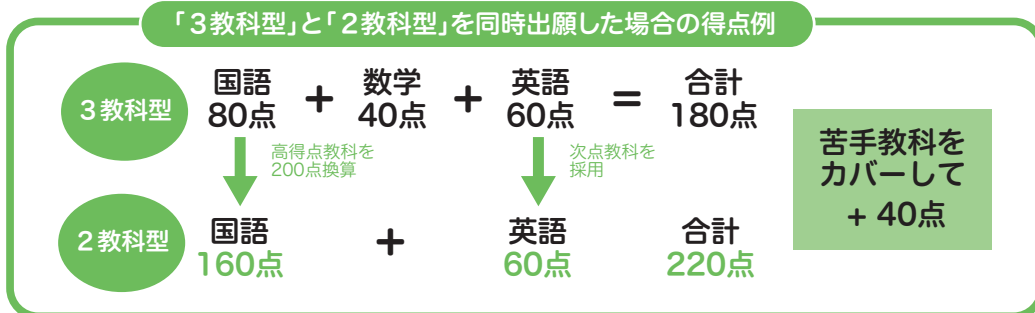 「3教科型」と「2教科型」を同時出願した場合の得点例
3教科型
国語 + 数学 + 英語 = 合計
80点 40点 60点 180点
高得点教科を
200点換算
次点教科を
採用
2教科型
国語 + 英語 合計
160点 60点 220点
苦手教科を
カバーして
+ 40点